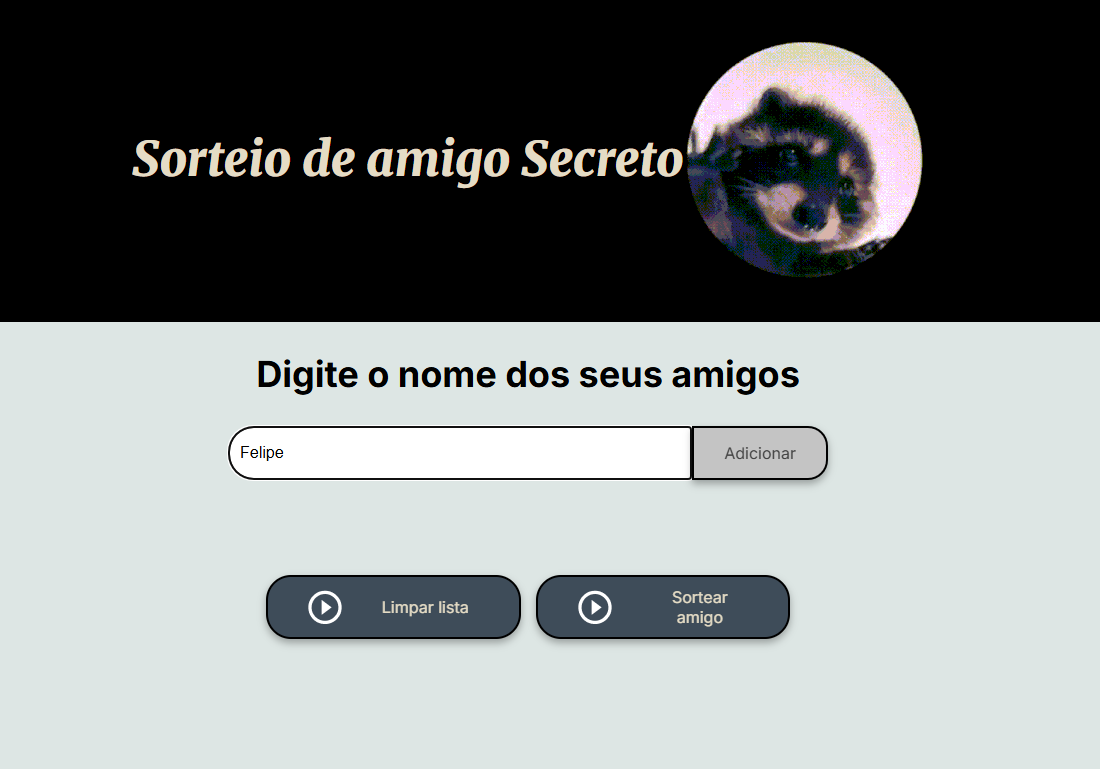 Sorteio de amigo Secreto
Digite o nome dos seus amigos
Felipe
Adicionar
Limpar lista
Sortear
amigo